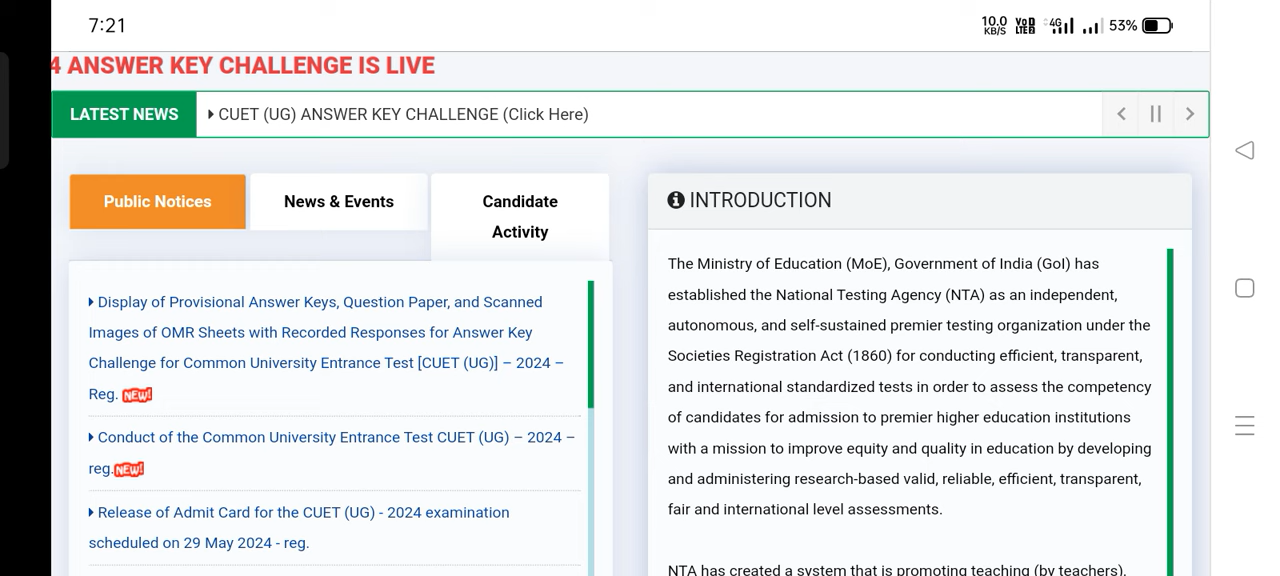 7:21
10.0 KB/S VoD LTE2 4G 53%
4 ANSWER KEY CHALLENGE IS LIVE
LATEST NEWS
CUET (UG) ANSWER KEY CHALLENGE (Click Here)
Public Notices
News & Events
Candidate
Activity
Display of Provisional Answer Keys, Question Paper, and Scanned
Images of OMR Sheets with Recorded Responses for Answer Key
Challenge for Common University Entrance Test [CUET (UG)] – 2024 –
Reg. NEW!
Conduct of the Common University Entrance Test CUET (UG) – 2024 –
reg.NEW!
Release of Admit Card for the CUET (UG) - 2024 examination
scheduled on 29 May 2024 - reg.
INTRODUCTION
The Ministry of Education (MoE), Government of India (GoI) has
established the National Testing Agency (NTA) as an independent,
autonomous, and self-sustained premier testing organization under the
Societies Registration Act (1860) for conducting efficient, transparent,
and international standardized tests in order to assess the competency
of candidates for admission to premier higher education institutions
with a mission to improve equity and quality in education by developing
and administering research-based valid, reliable, efficient, transparent,
fair and international level assessments.
NTA has created a system that is promoting teaching (by teachers),